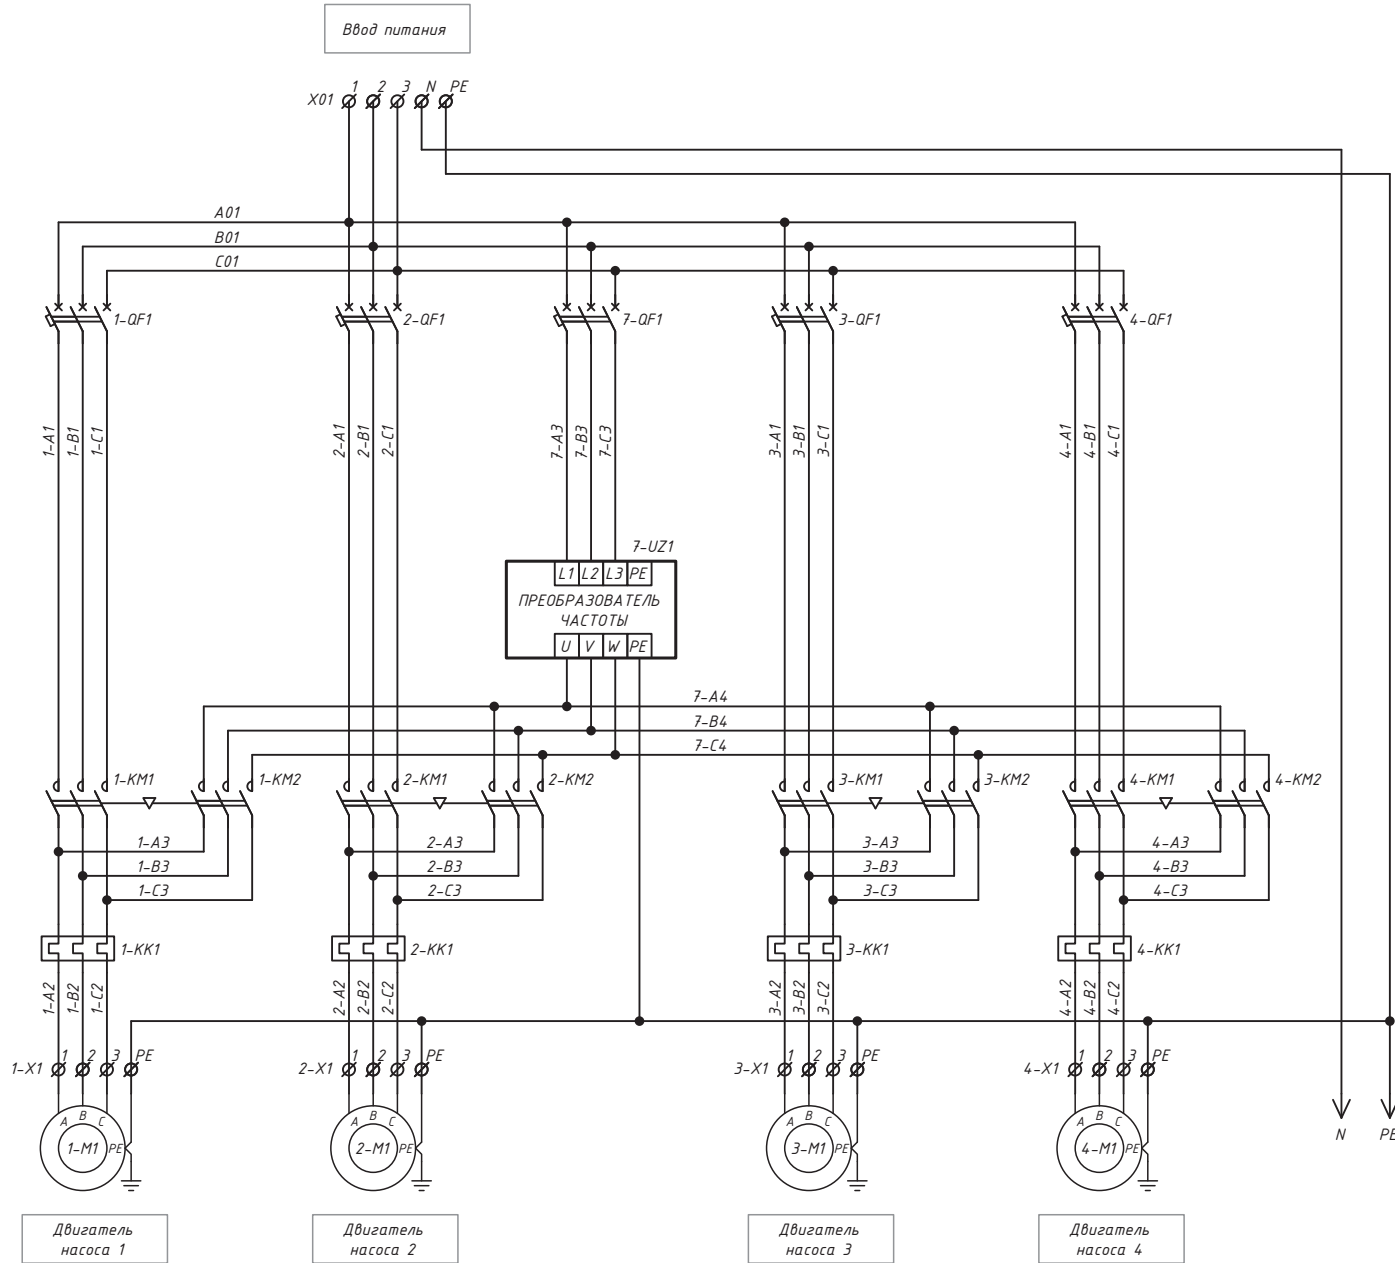 Ввод питания
X01 1 2 3 N PE
A01
B01
C01
1-QF1 2-QF1 7-QF1 3-QF1 4-QF1
1-A1 1-B1 1-C1 2-A1 2-B1 2-C1 7-A3 7-B3 7-C3 3-A1 3-B1 3-C1 4-A1 4-B1 4-C1
7-UZ1
L1 L2 L3 PE
ПРЕОБРАЗОВАТЕЛЬ
ЧАСТОТЫ
U V W PE
7-A4
7-B4
7-C4
1-KM1 1-KM2 2-KM1 2-KM2 3-KM1 3-KM2 4-KM1 4-KM2
1-A3 2-A3 3-A3 4-A3
1-B3 2-B3 3-B3 4-B3
1-C3 2-C3 3-C3 4-C3
1-KK1 2-KK1 3-KK1 4-KK1
1-A2 1-B2 1-C2 2-A2 2-B2 2-C2 3-A2 3-B2 3-C2 4-A2 4-B2 4-C2
1-X1 1 2 3 PE 2-X1 1 2 3 PE 3-X1 1 2 3 PE 4-X1 1 2 3 PE
A B C A B C A B C A B C
1-M1 PE 2-M1 PE 3-M1 PE 4-M1 PE
N PE
Двигатель
насоса 1
Двигатель
насоса 2
Двигатель
насоса 3
Двигатель
насоса 4